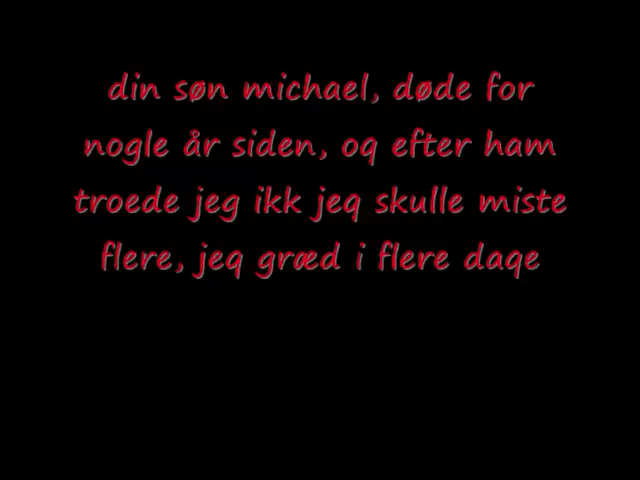 din søn michael, døde for
nogle år siden, og efter ham
troede jeg ikk jeg skulle miste
flere, jeg græd i flere dage